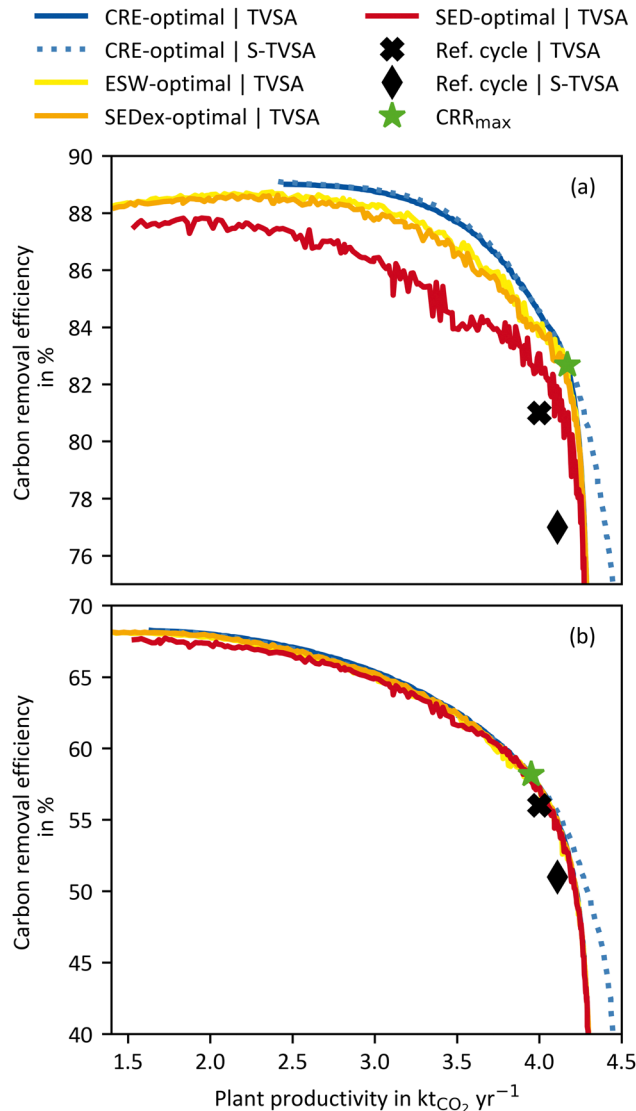 CRE-optimal | TVSA
CRE-optimal | S-TVSA
ESW-optimal | TVSA
SEDex-optimal | TVSA
SED-optimal | TVSA
Ref. cycle | TVSA
Ref. cycle | S-TVSA
CRR_max
(a)
90
88
86
84
82
80
78
76
Carbon removal efficiency
in %
(b)
70
65
60
55
50
45
40
Carbon removal efficiency
in %
1.5 2.0 2.5 3.0 3.5 4.0 4.5
Plant productivity in kt_CO₂ yr⁻¹